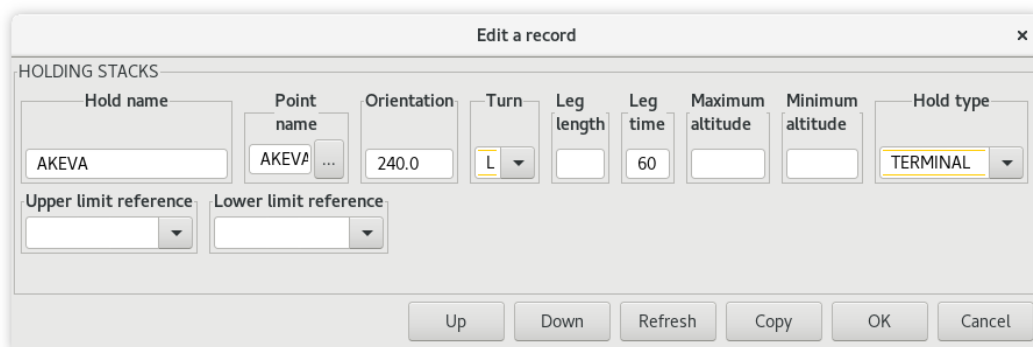 Edit a record
×
HOLDING STACKS
Hold name
Point name
Orientation
Turn
Leg length
Leg time
Maximum altitude
Minimum altitude
Hold type
AKEVA
AKEVA
...
240.0
L
60
TERMINAL
Upper limit reference
Lower limit reference
Up
Down
Refresh
Copy
OK
Cancel